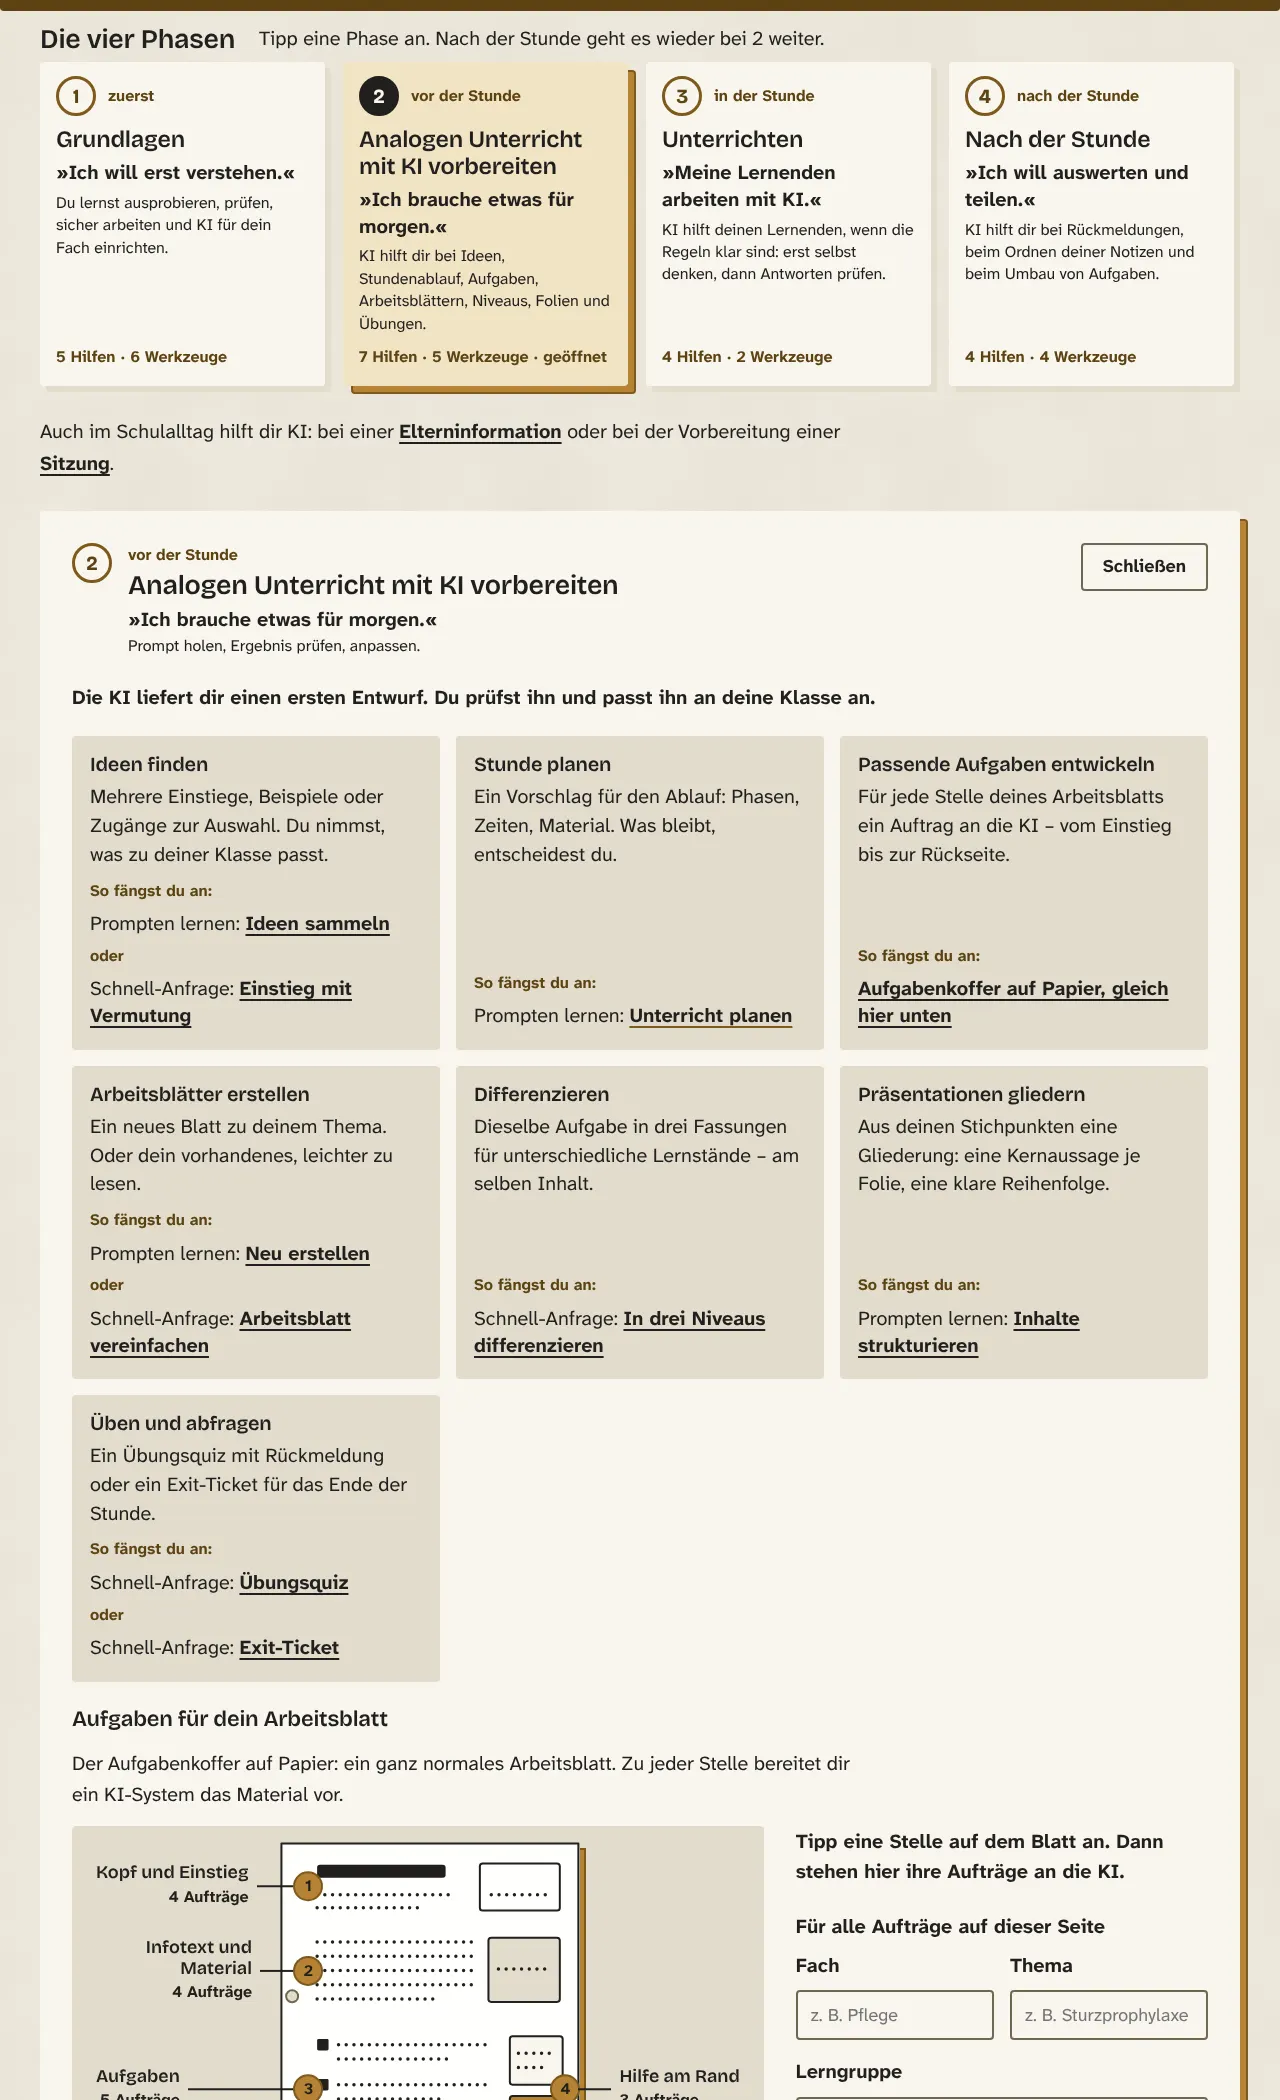 Die vier Phasen
Tipp eine Phase an. Nach der Stunde geht es wieder bei 2 weiter.
1 zuerst
Grundlagen
»Ich will erst verstehen.«
Du lernst ausprobieren, prüfen,
sicher arbeiten und KI für dein
Fach einrichten.
5 Hilfen · 6 Werkzeuge
2 vor der Stunde
Analogen Unterricht
mit KI vorbereiten
»Ich brauche etwas für
morgen.«
KI hilft dir bei Ideen,
Stundenablauf, Aufgaben,
Arbeitsblättern, Niveaus, Folien und
Übungen.
7 Hilfen · 5 Werkzeuge · geöffnet
3 in der Stunde
Unterrichten
»Meine Lernenden
arbeiten mit KI.«
KI hilft deinen Lernenden, wenn die
Regeln klar sind: erst selbst
denken, dann Antworten prüfen.
4 Hilfen · 2 Werkzeuge
4 nach der Stunde
Nach der Stunde
»Ich will auswerten und
teilen.«
KI hilft dir bei Rückmeldungen,
beim Ordnen deiner Notizen und
beim Umbau von Aufgaben.
4 Hilfen · 4 Werkzeuge
Auch im Schulalltag hilft dir KI: bei einer Elterninformation oder bei der Vorbereitung einer
Sitzung.
2 vor der Stunde
Analogen Unterricht mit KI vorbereiten
»Ich brauche etwas für morgen.«
Prompt holen, Ergebnis prüfen, anpassen.
Schließen
Die KI liefert dir einen ersten Entwurf. Du prüfst ihn und passt ihn an deine Klasse an.
Ideen finden
Mehrere Einstiege, Beispiele oder
Zugänge zur Auswahl. Du nimmst,
was zu deiner Klasse passt.
So fängst du an:
Prompten lernen: Ideen sammeln
oder
Schnell-Anfrage: Einstieg mit
Vermutung
Stunde planen
Ein Vorschlag für den Ablauf: Phasen,
Zeiten, Material. Was bleibt,
entscheidest du.
So fängst du an:
Prompten lernen: Unterricht planen
Passende Aufgaben entwickeln
Für jede Stelle deines Arbeitsblatts
ein Auftrag an die KI – vom Einstieg
bis zur Rückseite.
So fängst du an:
Aufgabenkoffer auf Papier, gleich
hier unten
Arbeitsblätter erstellen
Ein neues Blatt zu deinem Thema.
Oder dein vorhandenes, leichter zu
lesen.
So fängst du an:
Prompten lernen: Neu erstellen
oder
Schnell-Anfrage: Arbeitsblatt
vereinfachen
Differenzieren
Dieselbe Aufgabe in drei Fassungen
für unterschiedliche Lernstände – am
selben Inhalt.
So fängst du an:
Schnell-Anfrage: In drei Niveaus
differenzieren
Präsentationen gliedern
Aus deinen Stichpunkten eine
Gliederung: eine Kernaussage je
Folie, eine klare Reihenfolge.
So fängst du an:
Prompten lernen: Inhalte
strukturieren
Üben und abfragen
Ein Übungsquiz mit Rückmeldung
oder ein Exit-Ticket für das Ende der
Stunde.
So fängst du an:
Schnell-Anfrage: Übungsquiz
oder
Schnell-Anfrage: Exit-Ticket
Aufgaben für dein Arbeitsblatt
Der Aufgabenkoffer auf Papier: ein ganz normales Arbeitsblatt. Zu jeder Stelle bereitet dir
ein KI-System das Material vor.
Kopf und Einstieg
4 Aufträge
1
Infotext und
Material
4 Aufträge
2
Aufgaben
5 Aufträge
3
4
Hilfe am Rand
3 Aufträge
Tipp eine Stelle auf dem Blatt an. Dann
stehen hier ihre Aufträge an die KI.
Für alle Aufträge auf dieser Seite
Fach
Thema
z. B. Pflege
z. B. Sturzprophylaxe
Lerngruppe